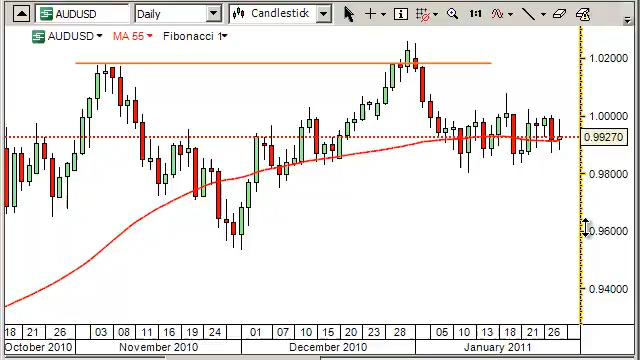 AUDUSD Daily Candlestick 1:1
AUDUSD MA 55 Fibonacci 1
1.02000
1.00000
0.99270
0.98000
0.96000
0.94000
18 21 26 03 08 11 16 19 24 01 07 10 15 20 23 28 05 10 13 18 21 26
October 2010 November 2010 December 2010 January 2011